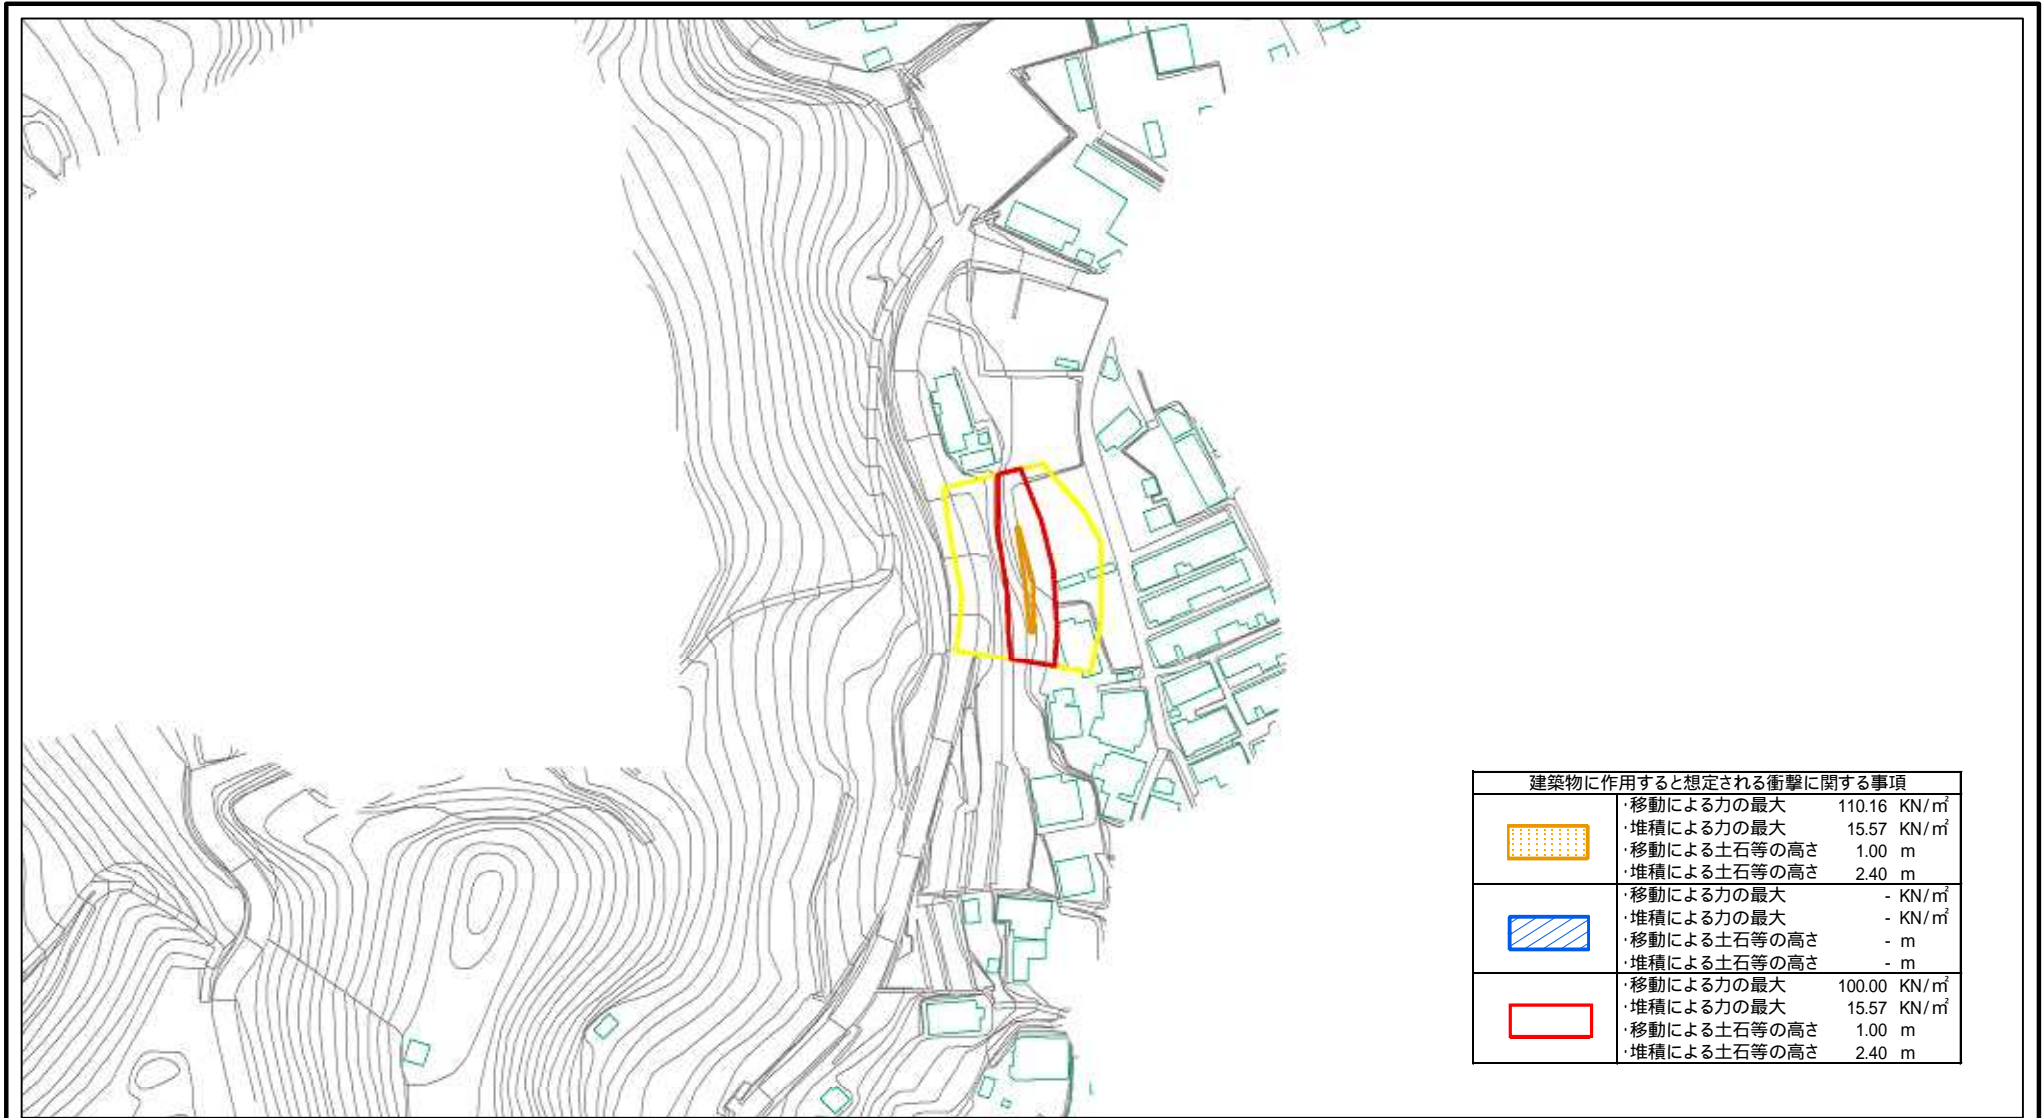 建築物に作用すると想定される衝撃に関する事項
･移動による力の最大 110.16 KN/㎡
･堆積による力の最大 15.57 KN/㎡
･移動による土石等の高さ 1.00 m
･堆積による土石等の高さ 2.40 m
･移動による力の最大 - KN/㎡
･堆積による力の最大 - KN/㎡
･移動による土石等の高さ - m
･堆積による土石等の高さ - m
･移動による力の最大 100.00 KN/㎡
･堆積による力の最大 15.57 KN/㎡
･移動による土石等の高さ 1.00 m
･堆積による土石等の高さ 2.40 m